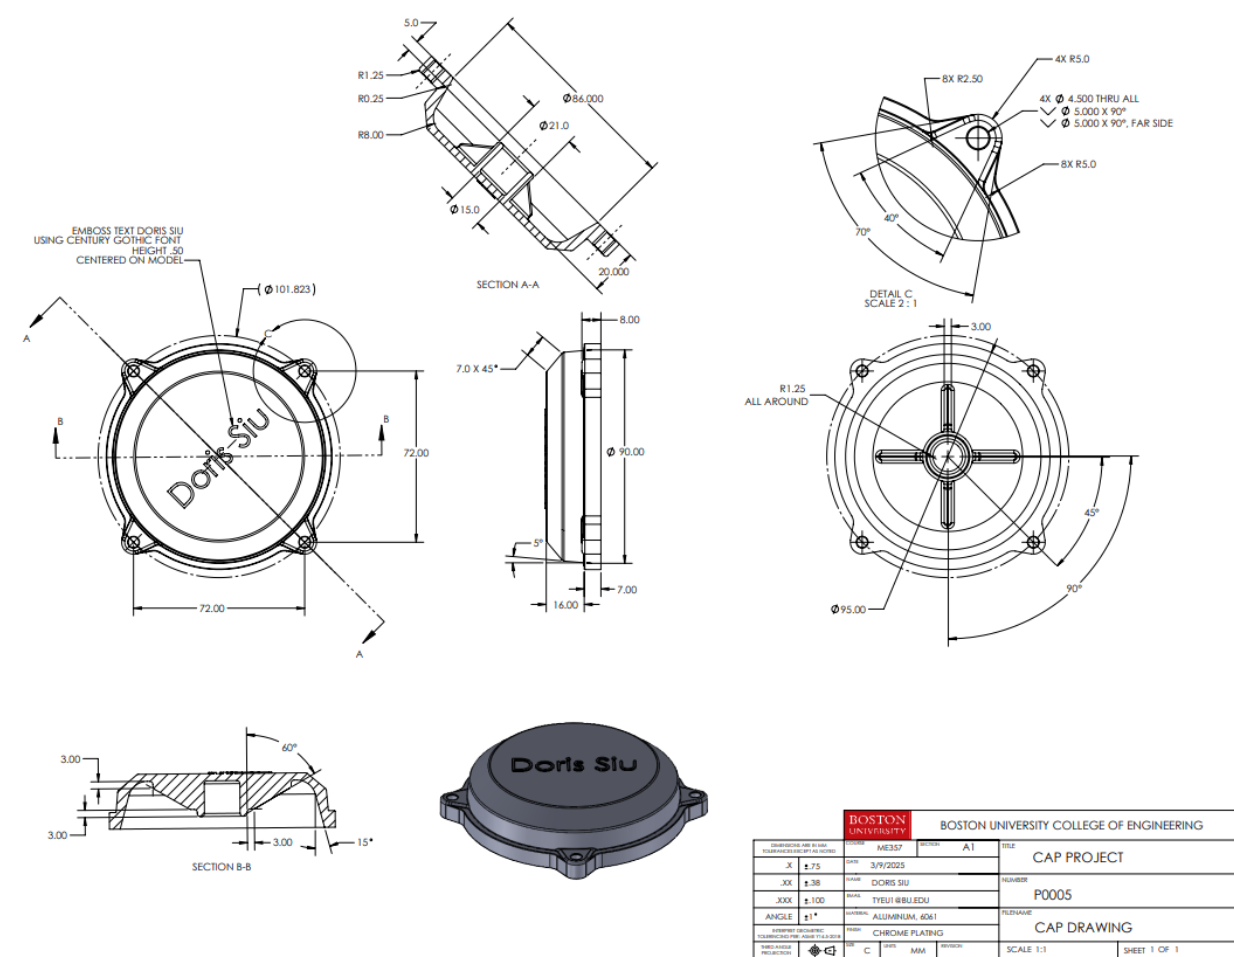 5.0
R1.25
R0.25
R8.00
Ø86.000
Ø21.0
Ø15.0
20.000
SECTION A-A
4X R5.0
8X R2.50
4X Ø 4.500 THRU ALL
Ø 5.000 X 90°
Ø 5.000 X 90°, FAR SIDE
8X R5.0
40°
70°
DETAIL C
SCALE 2 : 1
EMBOSS TEXT DORIS SIU
USING CENTURY GOTHIC FONT
HEIGHT .50
CENTERED ON MODEL
(Ø101.823)
A
C
B
B
Doris Siu
72.00
72.00
A
8.00
7.0 X 45°
Ø 90.00
5°
7.00
16.00
3.00
R1.25
ALL AROUND
45°
90°
Ø95.00
60°
3.00
3.00
3.00
15°
SECTION B-B
Doris Siu
BOSTON
UNIVERSITY
BOSTON UNIVERSITY COLLEGE OF ENGINEERING
DIMENSIONS ARE IN MM
TOLERANCES EXCEPT AS NOTED
.X ±.75
.XX ±.38
.XXX ±.100
ANGLE ±1°
INTERPRET GEOMETRIC
TOLERANCING PER: ASME Y14.5-2018
THIRD ANGLE
PROJECTION
COURSE ME357
SECTION A1
DATE 3/9/2025
NAME DORIS SIU
EMAIL TYEU1@BU.EDU
MATERIAL ALUMINUM, 6061
FINISH CHROME PLATING
SIZE C
UNITS MM
REVISION
TITLE
CAP PROJECT
NUMBER
P0005
FILENAME
CAP DRAWING
SCALE 1:1
SHEET 1 OF 1